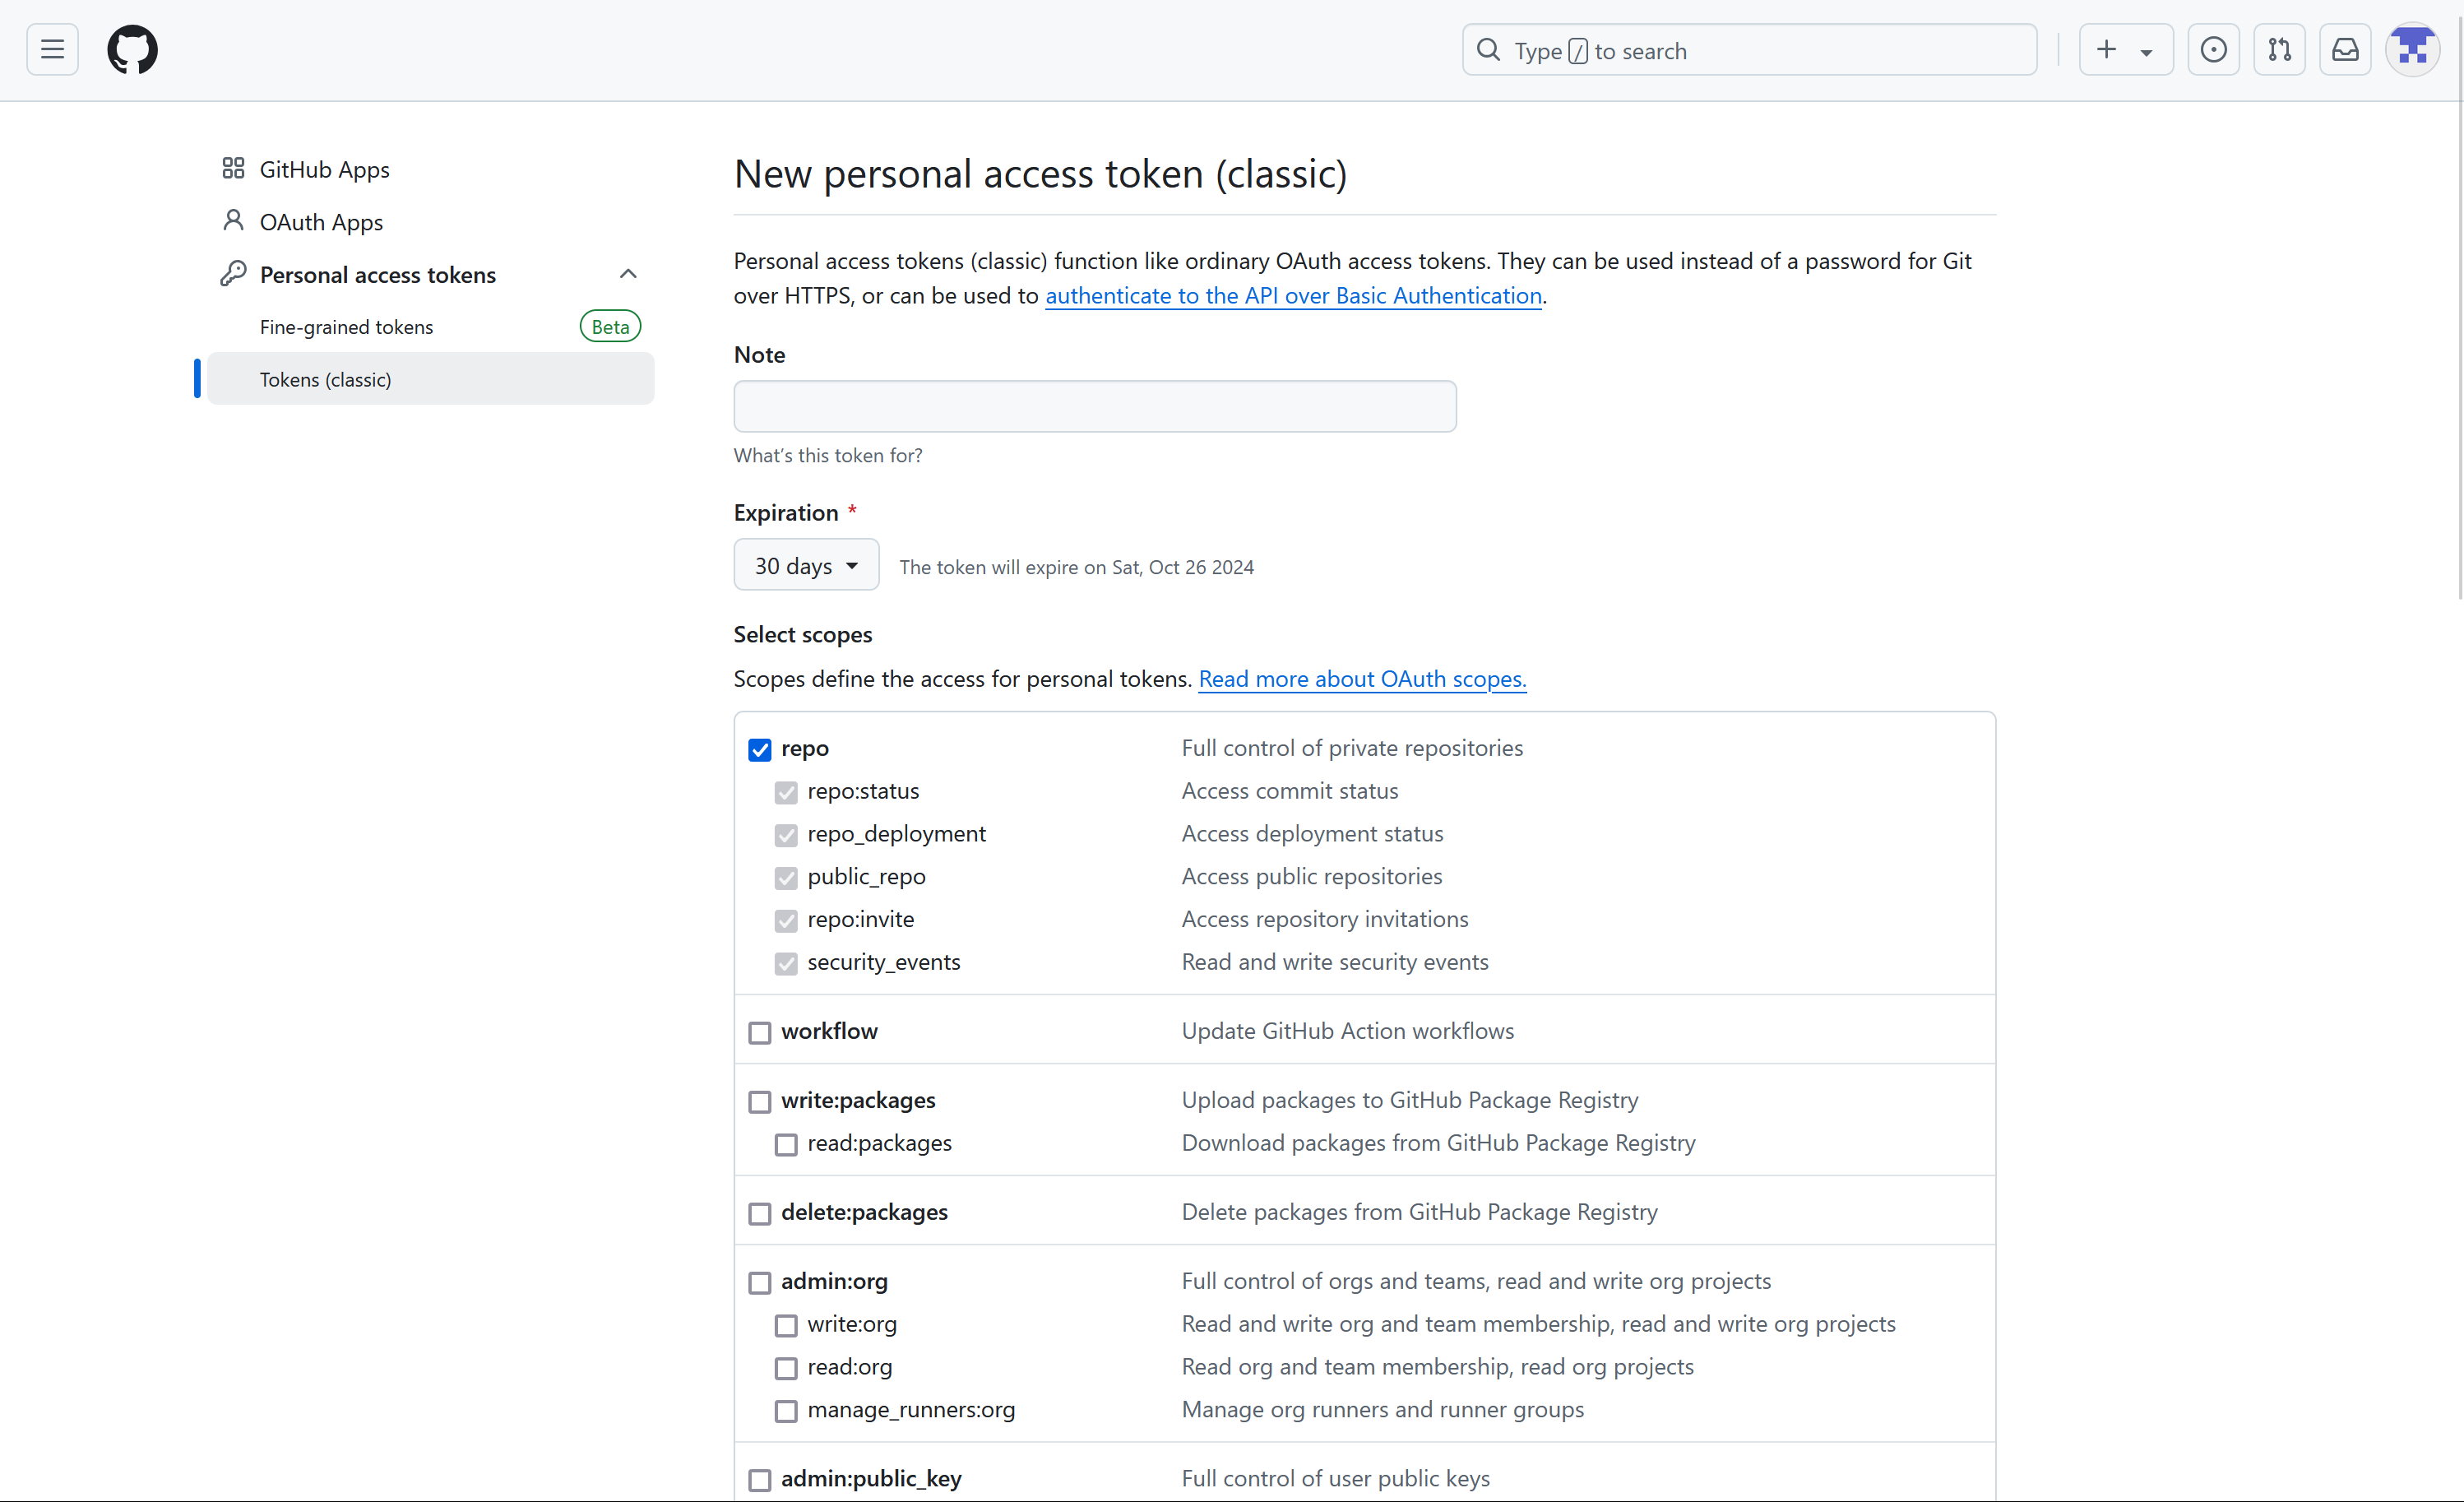 Type / to search
GitHub Apps
OAuth Apps
Personal access tokens
Fine-grained tokens Beta
Tokens (classic)
New personal access token (classic)
Personal access tokens (classic) function like ordinary OAuth access tokens. They can be used instead of a password for Git
over HTTPS, or can be used to authenticate to the API over Basic Authentication.
Note
What's this token for?
Expiration *
30 days The token will expire on Sat, Oct 26 2024
Select scopes
Scopes define the access for personal tokens. Read more about OAuth scopes.
repo Full control of private repositories
repo:status Access commit status
repo_deployment Access deployment status
public_repo Access public repositories
repo:invite Access repository invitations
security_events Read and write security events
workflow Update GitHub Action workflows
write:packages Upload packages to GitHub Package Registry
read:packages Download packages from GitHub Package Registry
delete:packages Delete packages from GitHub Package Registry
admin:org Full control of orgs and teams, read and write org projects
write:org Read and write org and team membership, read and write org projects
read:org Read org and team membership, read org projects
manage_runners:org Manage org runners and runner groups
admin:public_key Full control of user public keys